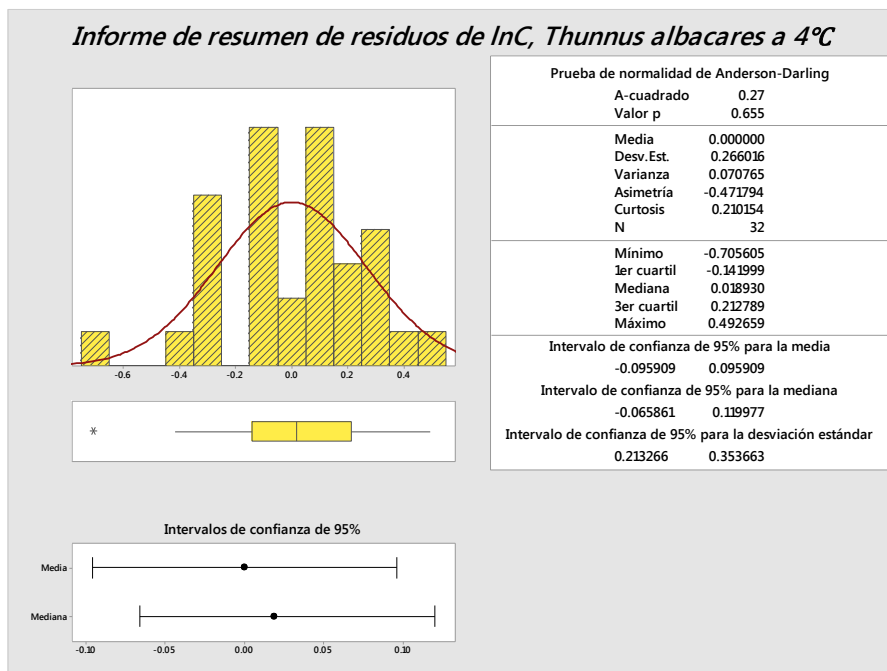 Informe de resumen de residuos de lnC, Thunnus albacares a 4℃
Prueba de normalidad de Anderson-Darling
A-cuadrado 0.27
Valor p 0.655
Media 0.000000
Desv.Est. 0.266016
Varianza 0.070765
Asimetría -0.471794
Curtosis 0.210154
N 32
Mínimo -0.705605
1er cuartil -0.141999
Mediana 0.018930
3er cuartil 0.212789
Máximo 0.492659
Intervalo de confianza de 95% para la media
-0.095909 0.095909
Intervalo de confianza de 95% para la mediana
-0.065861 0.119977
Intervalo de confianza de 95% para la desviación estándar
0.213266 0.353663
-0.6 -0.4 -0.2 0.0 0.2 0.4
*
Intervalos de confianza de 95%
Media
Mediana
-0.10 -0.05 0.00 0.05 0.10